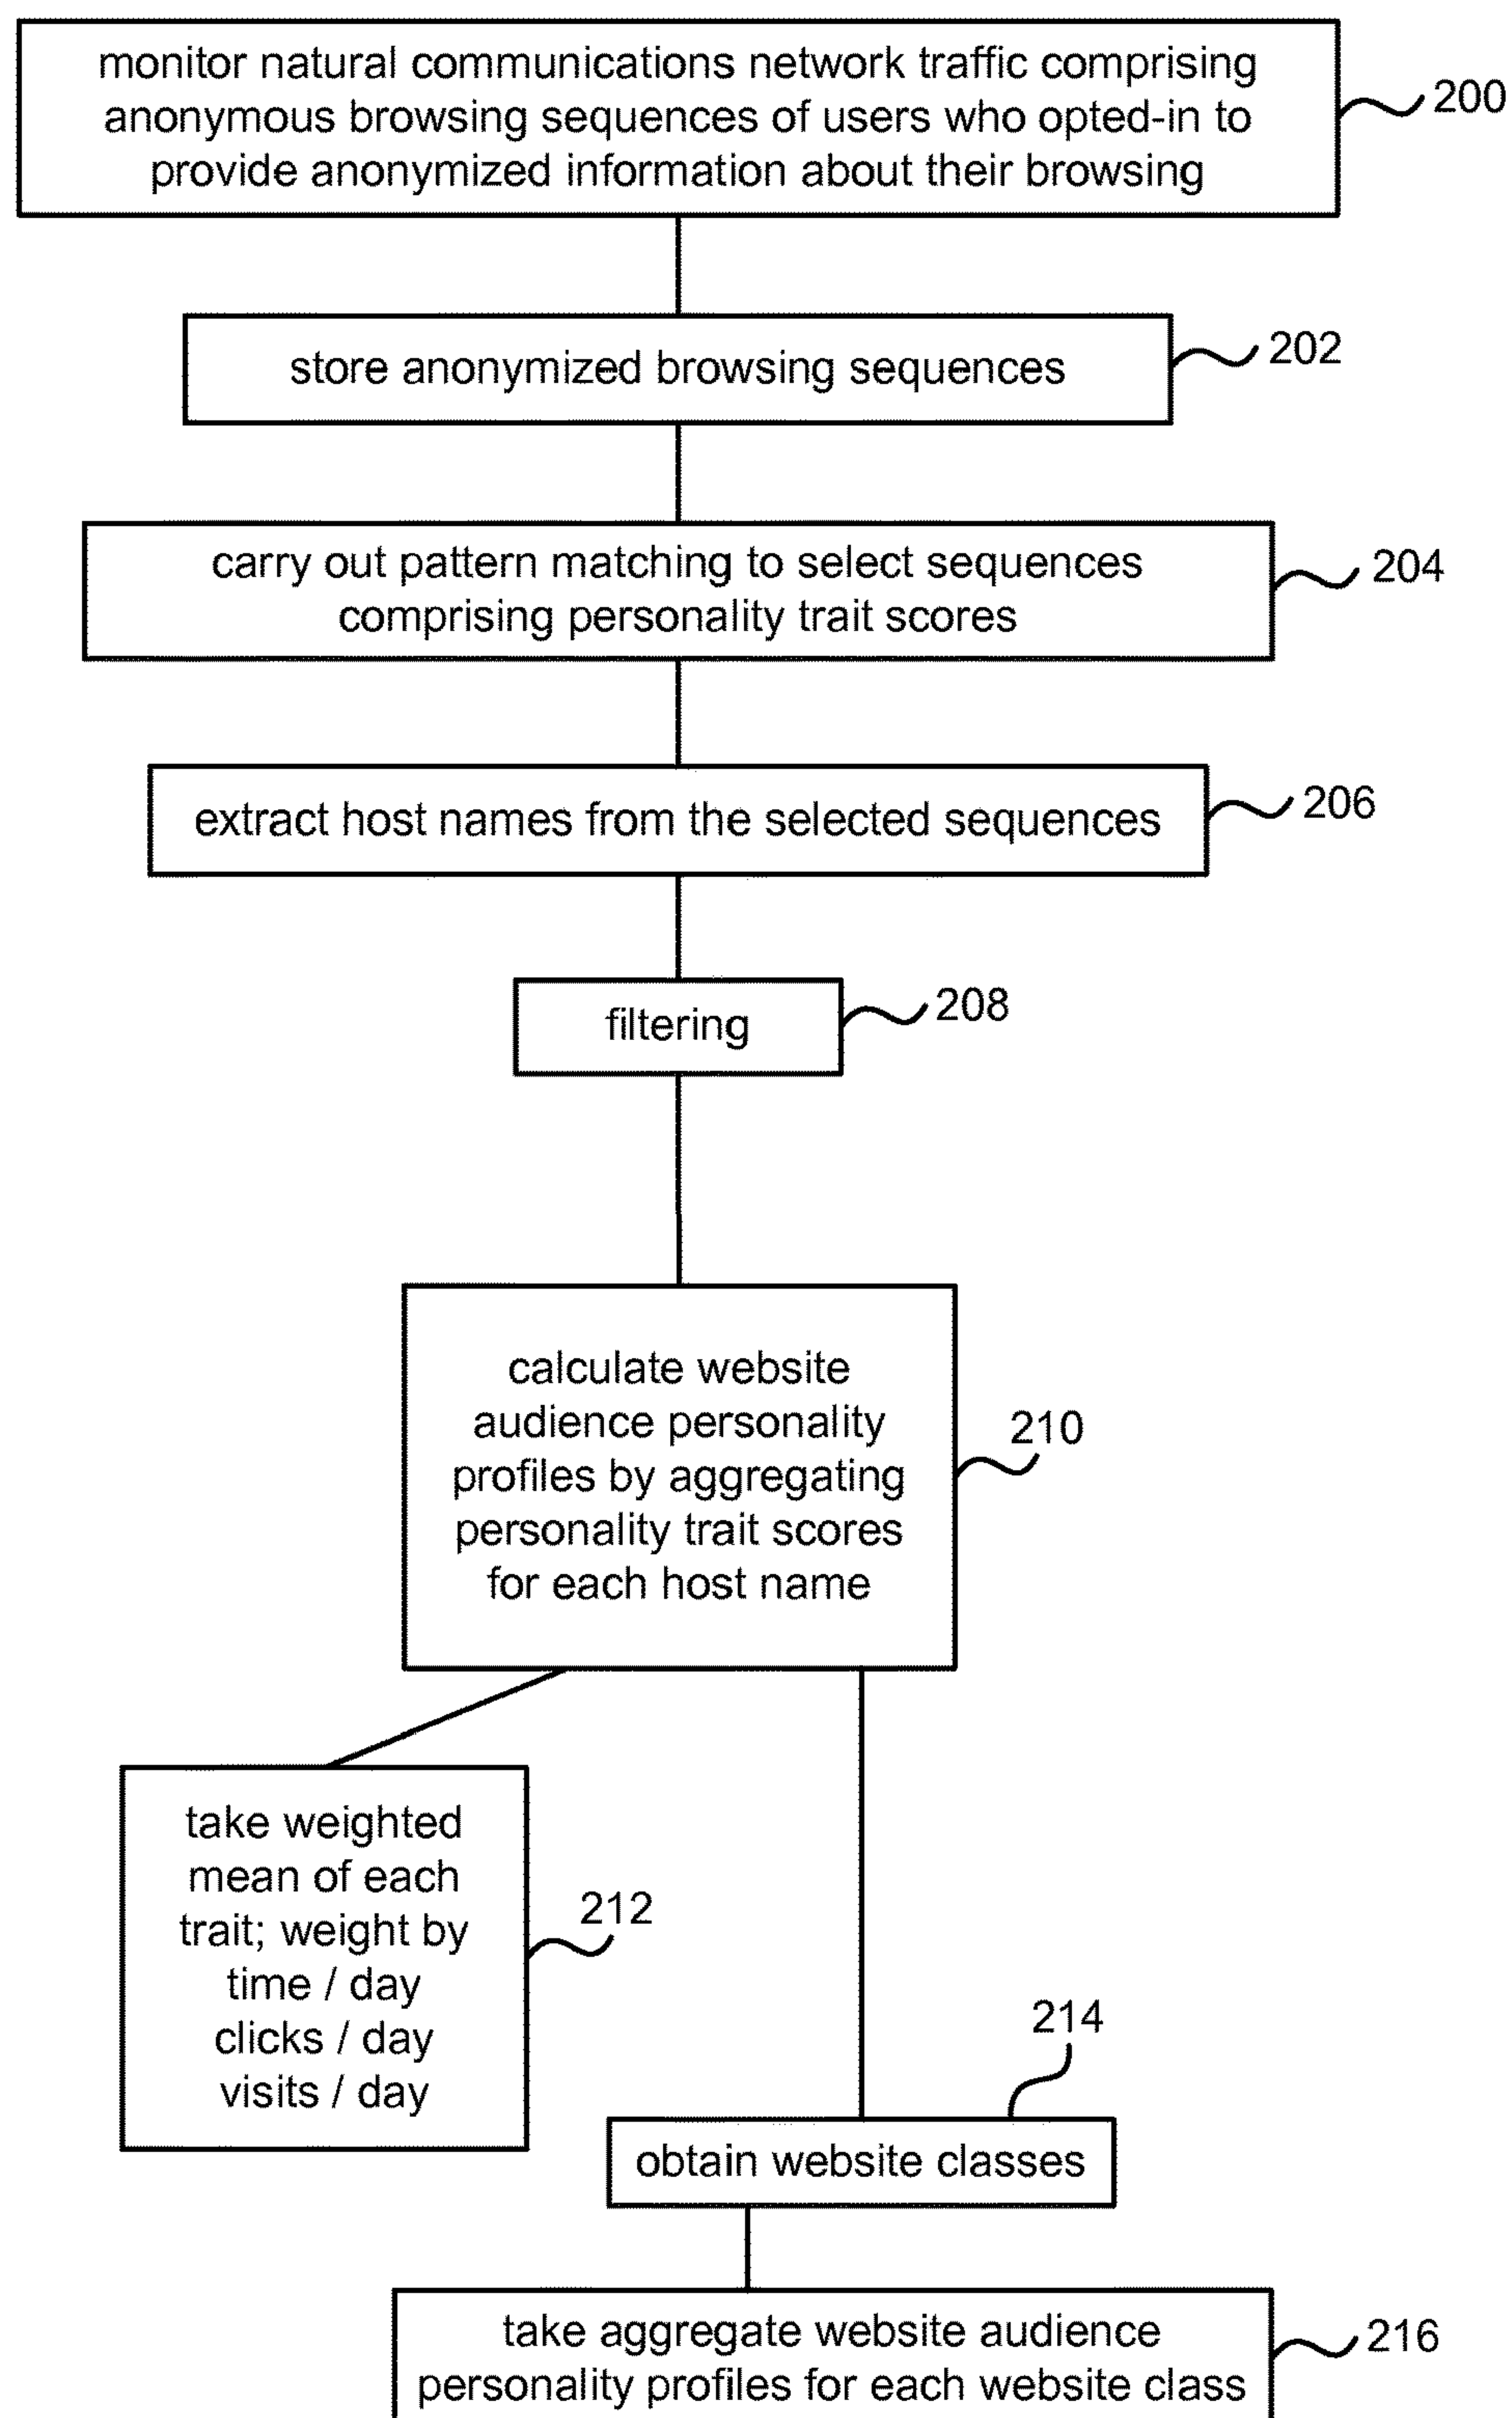 monitor natural communications network traffic comprising
anonymous browsing sequences of users who opted-in to
provide anonymized information about their browsing
200
store anonymized browsing sequences
202
carry out pattern matching to select sequences
comprising personality trait scores
204
extract host names from the selected sequences
206
filtering
208
calculate website
audience personality
profiles by aggregating
personality trait scores
for each host name
210
take weighted
mean of each
trait; weight by
time / day
clicks / day
visits / day
212
214
obtain website classes
take aggregate website audience
personality profiles for each website class
216